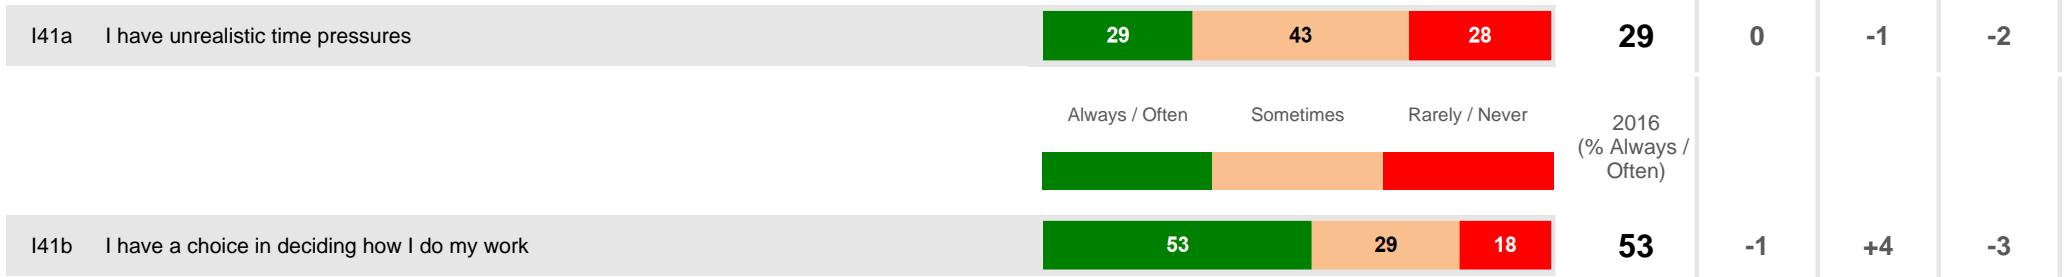 I41a I have unrealistic time pressures 29 43 28 29 0 -1 -2
Always / Often Sometimes Rarely / Never
2016
(% Always /
Often)
I41b I have a choice in deciding how I do my work 53 29 18 53 -1 +4 -3